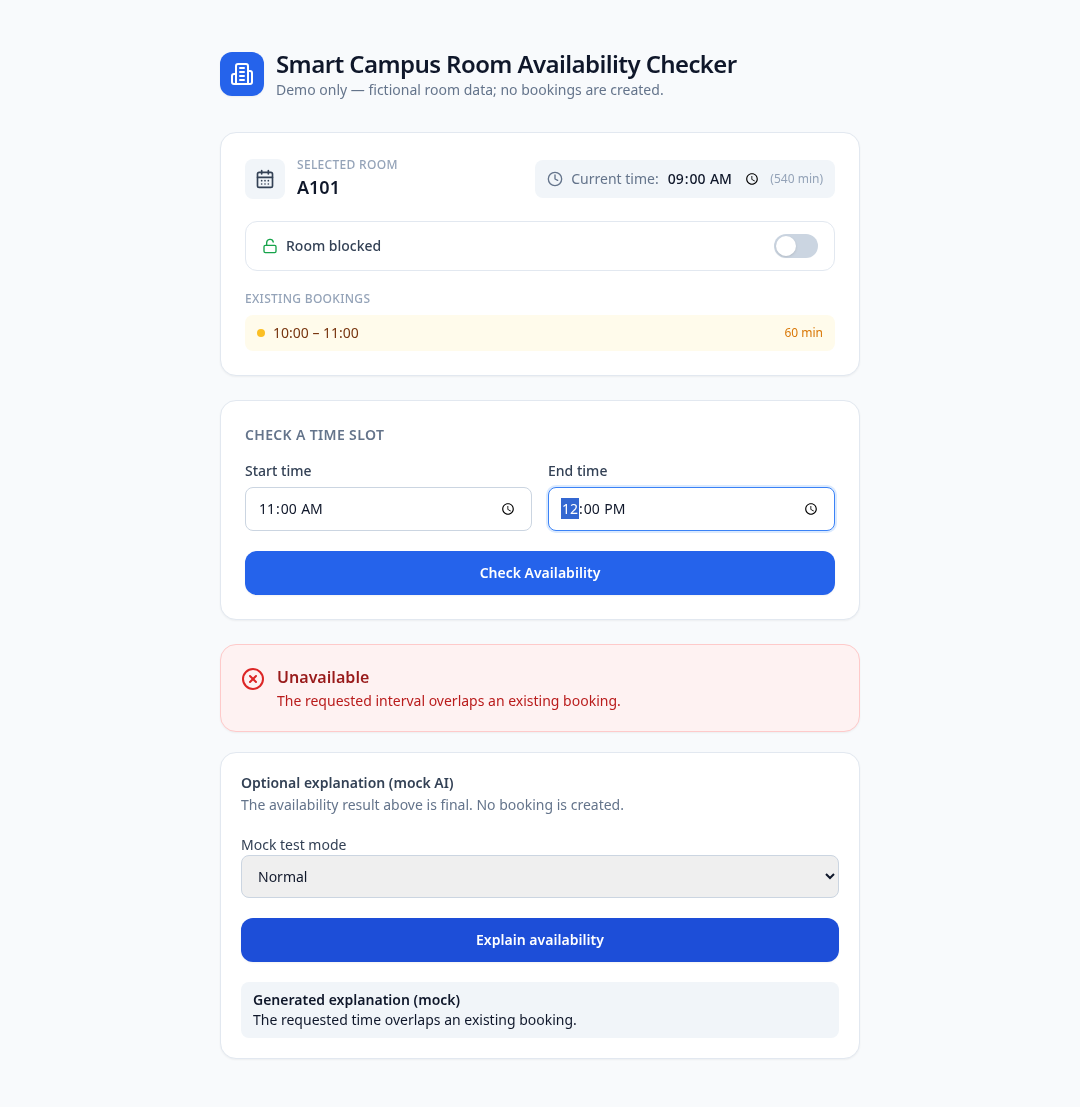 Smart Campus Room Availability Checker
Demo only — fictional room data; no bookings are created.
SELECTED ROOM
A101
Current time: 09:00 AM (540 min)
Room blocked
EXISTING BOOKINGS
10:00 – 11:00 60 min
CHECK A TIME SLOT
Start time End time
11:00 AM 12:00 PM
Check Availability
Unavailable
The requested interval overlaps an existing booking.
Optional explanation (mock AI)
The availability result above is final. No booking is created.
Mock test mode
Normal
Explain availability
Generated explanation (mock)
The requested time overlaps an existing booking.